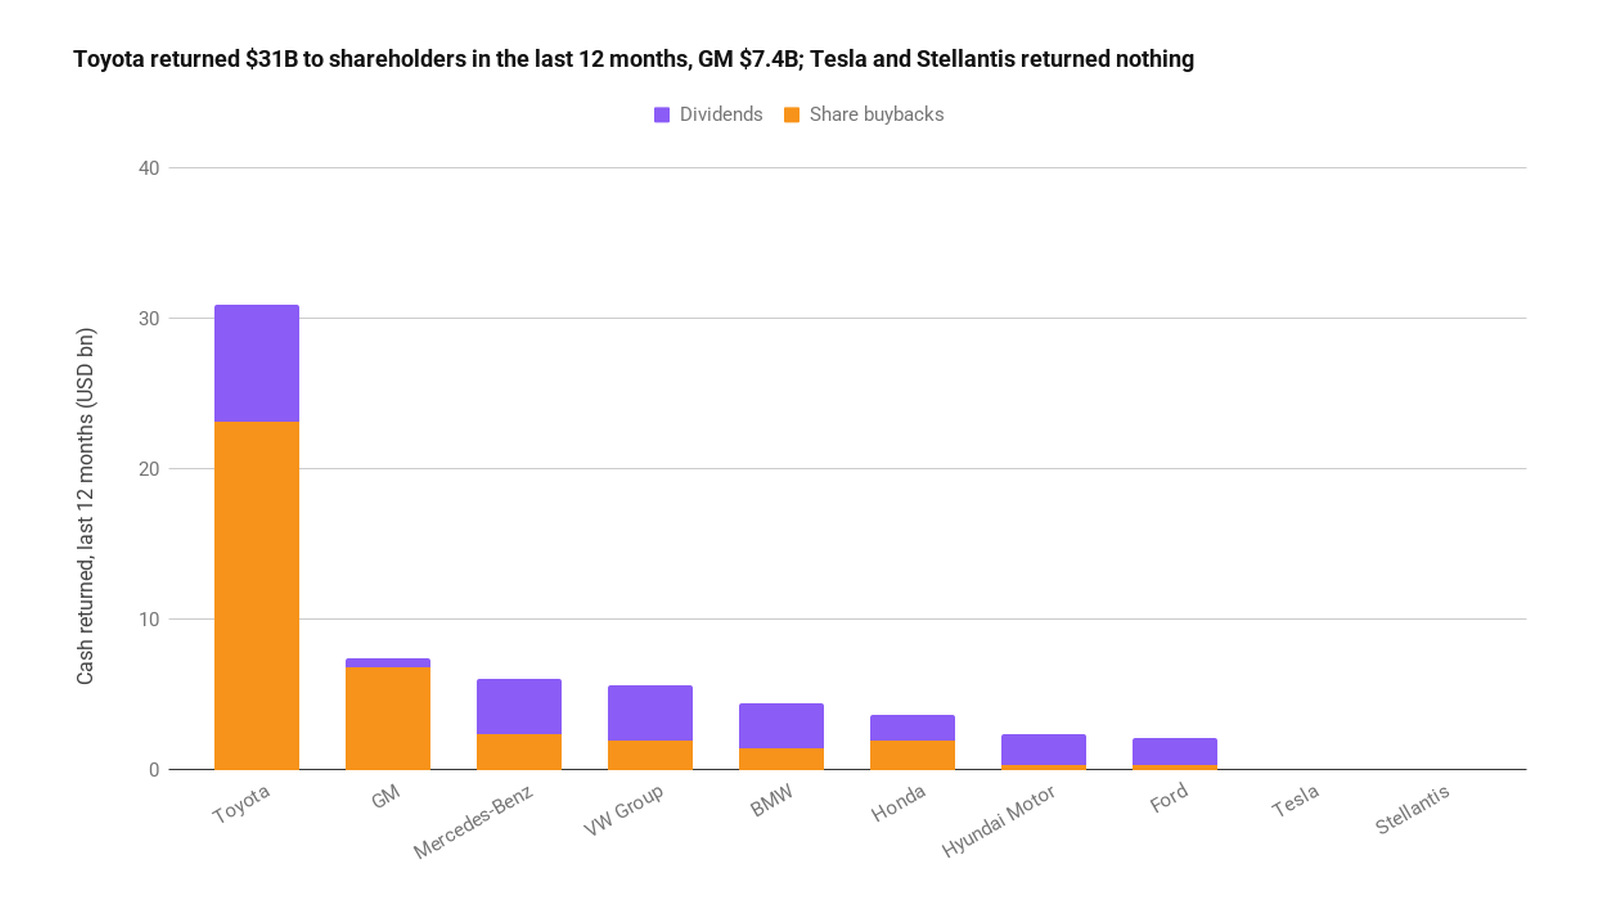 Toyota returned $31B to shareholders in the last 12 months, GM $7.4B; Tesla and Stellantis returned nothing
Dividends
Share buybacks
Cash returned, last 12 months (USD bn)
40
30
20
10
0
Toyota
GM
Mercedes-Benz
VW Group
BMW
Honda
Hyundai Motor
Ford
Tesla
Stellantis